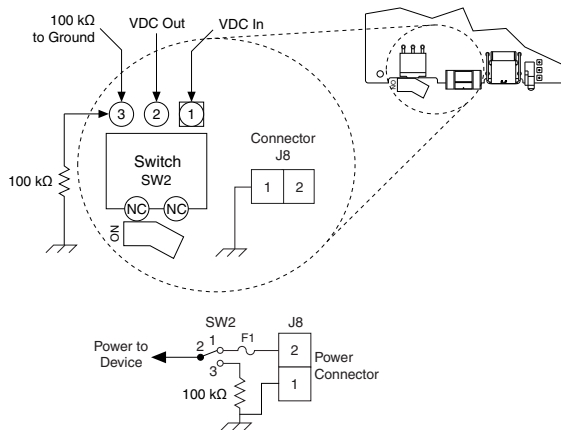 100 kΩ
to Ground
VDC Out
VDC In
3
2
1
Switch
SW2
100 kΩ
NC
NC
ON
Connector
J8
1
2
SW2
J8
F1
1
2
3
Power to
Device
100 kΩ
2
1
Power
Connector